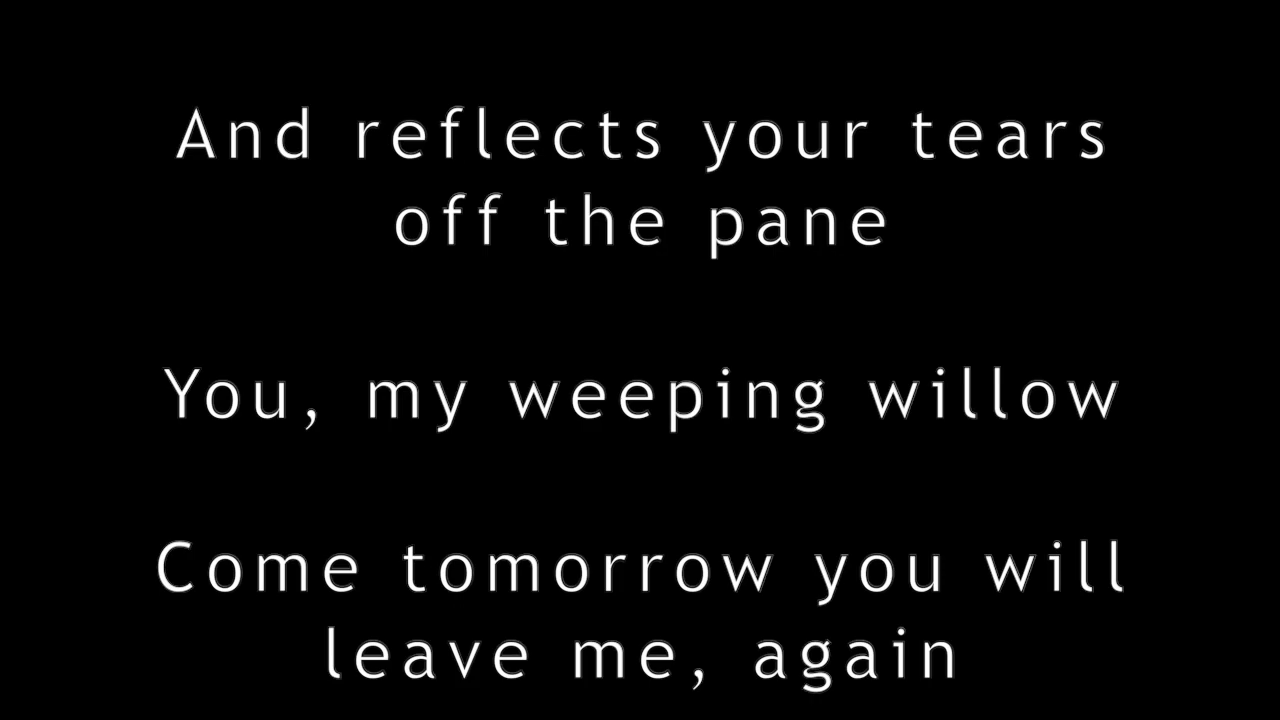 And reflects your tears
off the pane
You, my weeping willow
Come tomorrow you will
leave me, again